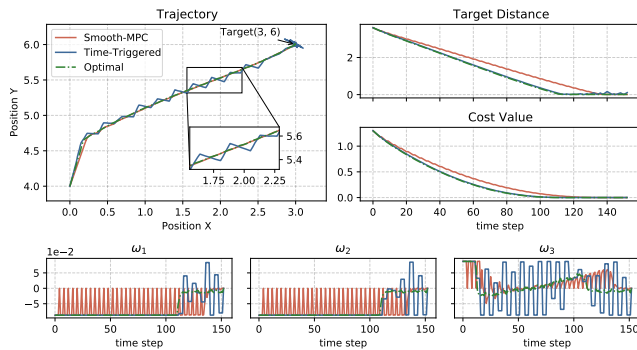 Trajectory
Target(3, 6)
Smooth-MPC
Time-Triggered
Optimal
6.0
5.5
5.0
4.5
4.0
Position Y
5.6
5.4
1.75 2.00 2.25
0.0 0.5 1.0 1.5 2.0 2.5 3.0
Position X
Target Distance
2
0
Cost Value
1.0
0.5
0.0
0 20 40 60 80 100 120 140
time step
1e−2
ω1
5
0
−5
0 50 100 150
time step
ω2
0 50 100 150
time step
ω3
0 50 100 150
time step